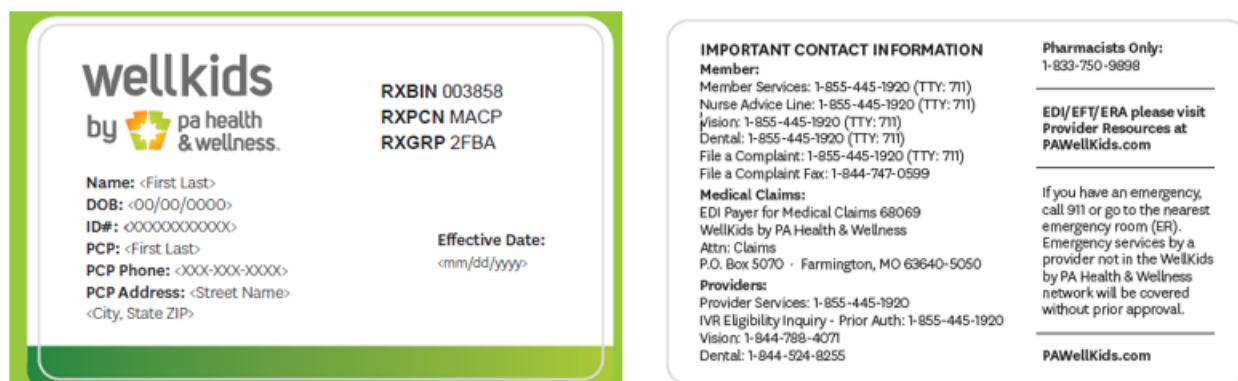 wellkids
by pa health
& wellness.
RXBIN 003858
RXPCN MACP
RXGRP 2FBA
Name: <First Last>
DOB: <00/00/0000>
ID#: <XXXXXXXXXXX>
PCP: <First Last>
PCP Phone: <XXX-XXX-XXXX>
PCP Address: <Street Name>
<City, State ZIP>
Effective Date:
<mm/dd/yyyy>
IMPORTANT CONTACT INFORMATION
Member:
Member Services: 1-855-445-1920 (TTY: 711)
Nurse Advice Line: 1-855-445-1920 (TTY: 711)
Vision: 1-855-445-1920 (TTY: 711)
Dental: 1-855-445-1920 (TTY: 711)
File a Complaint: 1-855-445-1920 (TTY: 711)
File a Complaint Fax: 1-844-747-0599
Medical Claims:
EDI Payer for Medical Claims 68069
WellKids by PA Health & Wellness
Attn: Claims
P.O. Box 5070 · Farmington, MO 63640-5050
Providers:
Provider Services: 1-855-445-1920
IVR Eligibility Inquiry - Prior Auth: 1-855-445-1920
Vision: 1-844-788-4071
Dental: 1-844-524-8255
Pharmacists Only:
1-833-750-9898
EDI/EFT/ERA please visit
Provider Resources at
PAWellKids.com
If you have an emergency,
call 911 or go to the nearest
emergency room (ER).
Emergency services by a
provider not in the WellKids
by PA Health & Wellness
network will be covered
without prior approval.
PAWellKids.com